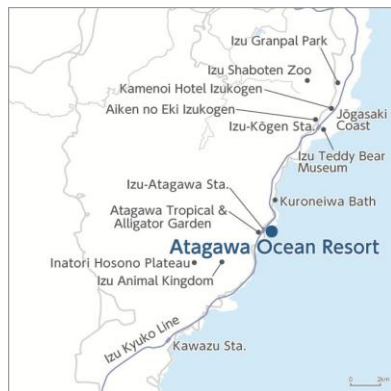 Izu Granpal Park
Izu Shaboten Zoo
Kamenoi Hotel Izukogen
Aiken no Eki Izukogen
Jōgasaki
Coast
Izu-Kōgen Sta.
Izu Teddy Bear
Museum
Izu-Atagawa Sta.
Kuroneiwa Bath
Atagawa Tropical &
Alligator Garden
Atagawa Ocean Resort
Inatori Hosono Plateau
Izu Animal Kingdom
Izu Kyuko Line
Kawazu Sta.
0 2km